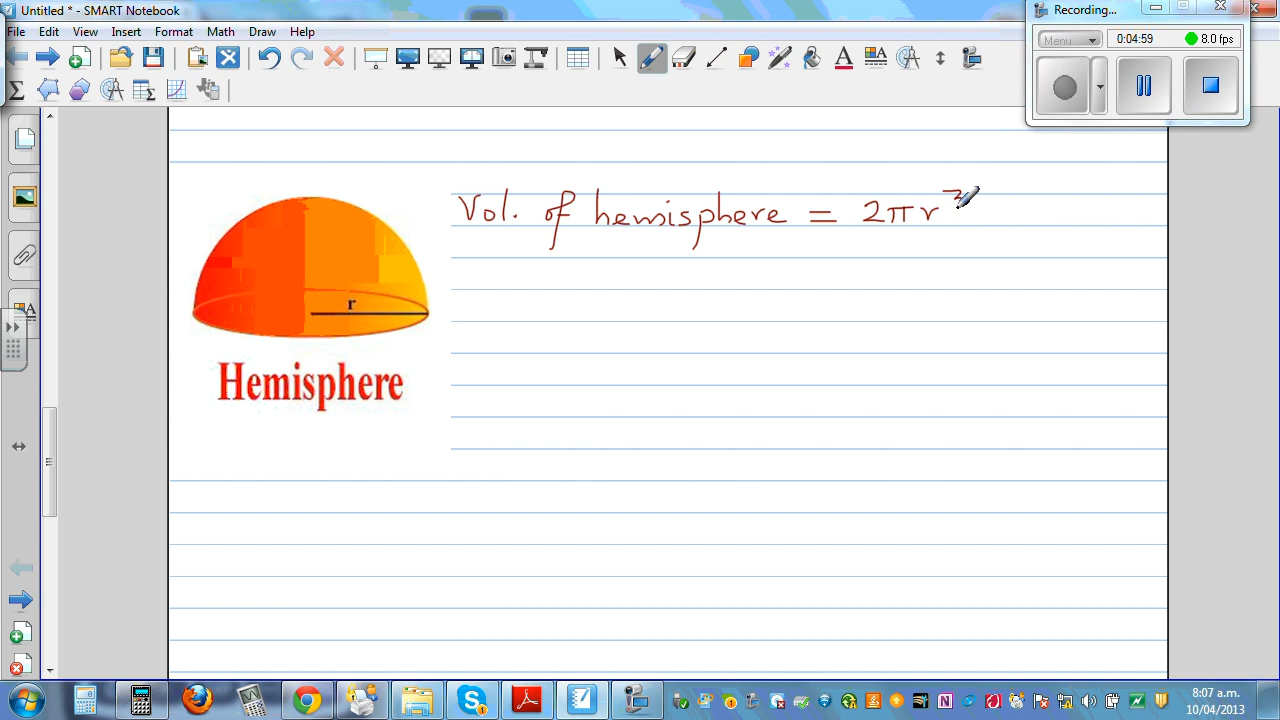 Untitled * - SMART Notebook
Recording...
File Edit View Insert Format Math Draw Help
Menu
0:04:59
8.0 fps
Vol. of hemisphere = 2πr
r
Hemisphere
8:07 a.m.
10/04/2013